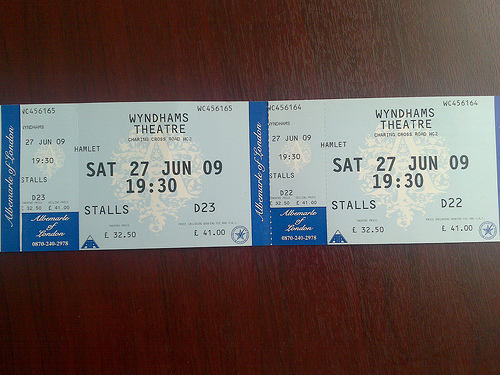 WC456165
WC456165
WYNDHAMS
WYNDHAMS
THEATRE
CHARING CROSS ROAD WC2
27 JUN 09
HAMLET
19:30
SAT 27 JUN 09
19:30
STALLS
D23
STALLS
D23
£ 32.50 £ 41.00
£ 32.50
£ 41.00
Albemarle of London
Albemarle
of
London
0870-240-2978
WC456164
WC456164
WYNDHAMS
WYNDHAMS
THEATRE
CHARING CROSS ROAD WC2
27 JUN 09
HAMLET
19:30
SAT 27 JUN 09
19:30
STALLS
D22
STALLS
D22
£ 32.50 £ 41.00
£ 32.50
£ 41.00
Albemarle of London
Albemarle
of
London
0870-240-2978